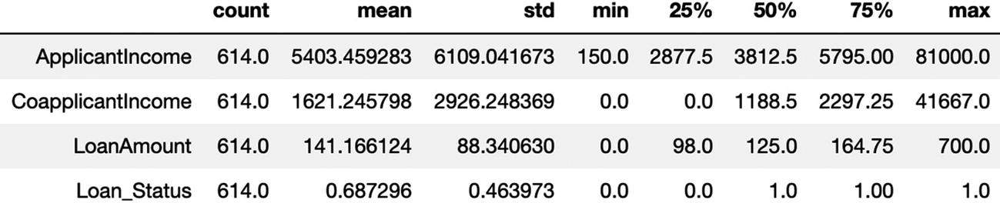 count mean std min 25% 50% 75% max
ApplicantIncome 614.0 5403.459283 6109.041673 150.0 2877.5 3812.5 5795.00 81000.0
CoapplicantIncome 614.0 1621.245798 2926.248369 0.0 0.0 1188.5 2297.25 41667.0
LoanAmount 614.0 141.166124 88.340630 0.0 98.0 125.0 164.75 700.0
Loan_Status 614.0 0.687296 0.463973 0.0 0.0 1.0 1.00 1.0